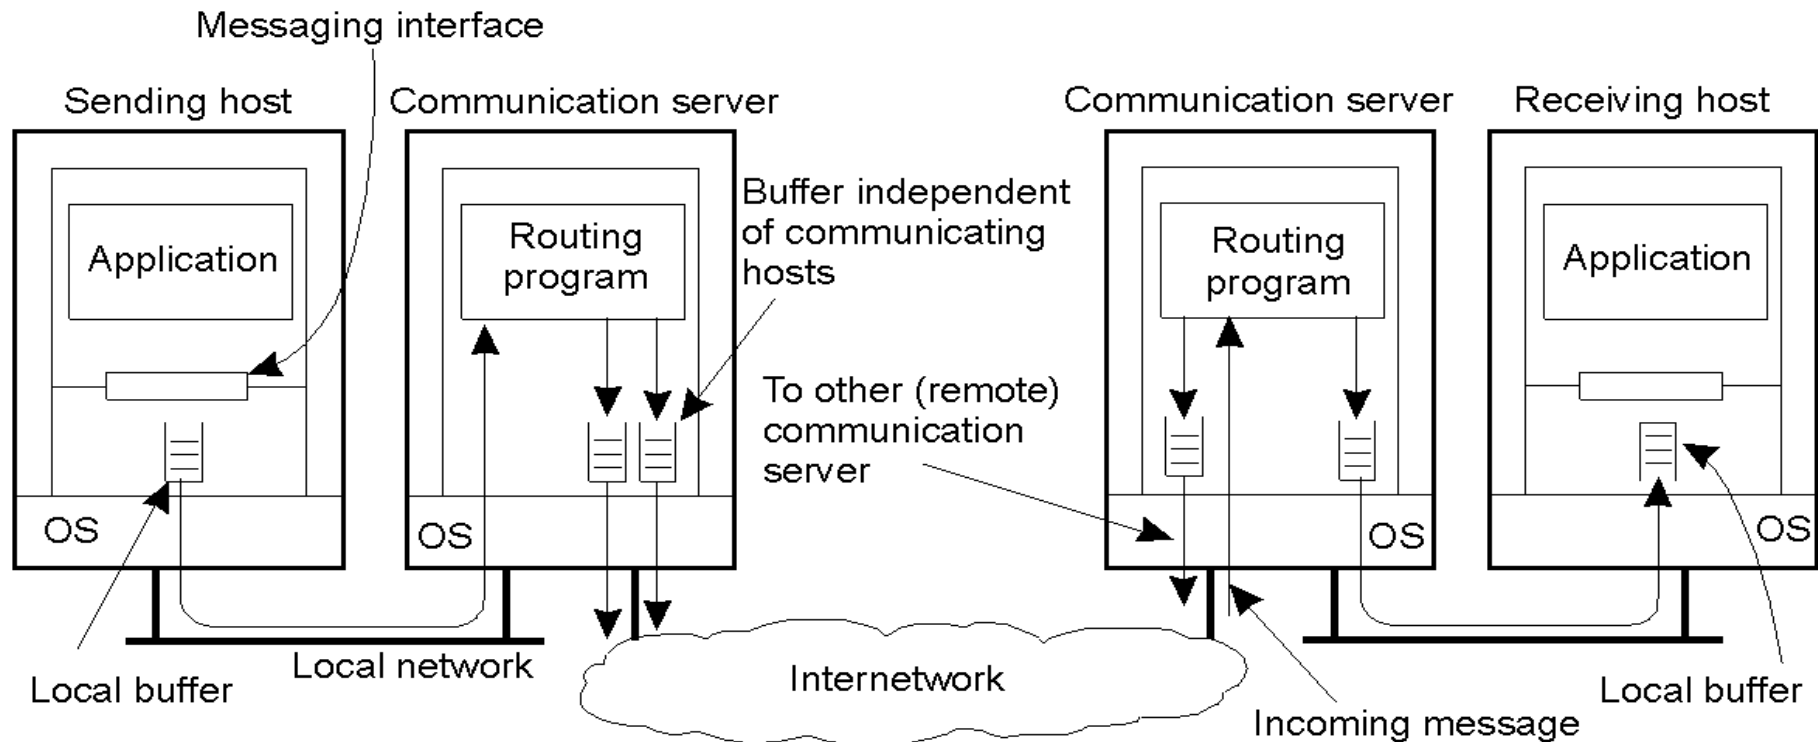 Messaging interface
Sending host
Communication server
Communication server
Receiving host
Application
Routing
program
Buffer independent
of communicating
hosts
Routing
program
Application
To other (remote)
communication
server
OS
OS
OS
OS
Local network
Local buffer
Internetwork
Incoming message
Local buffer